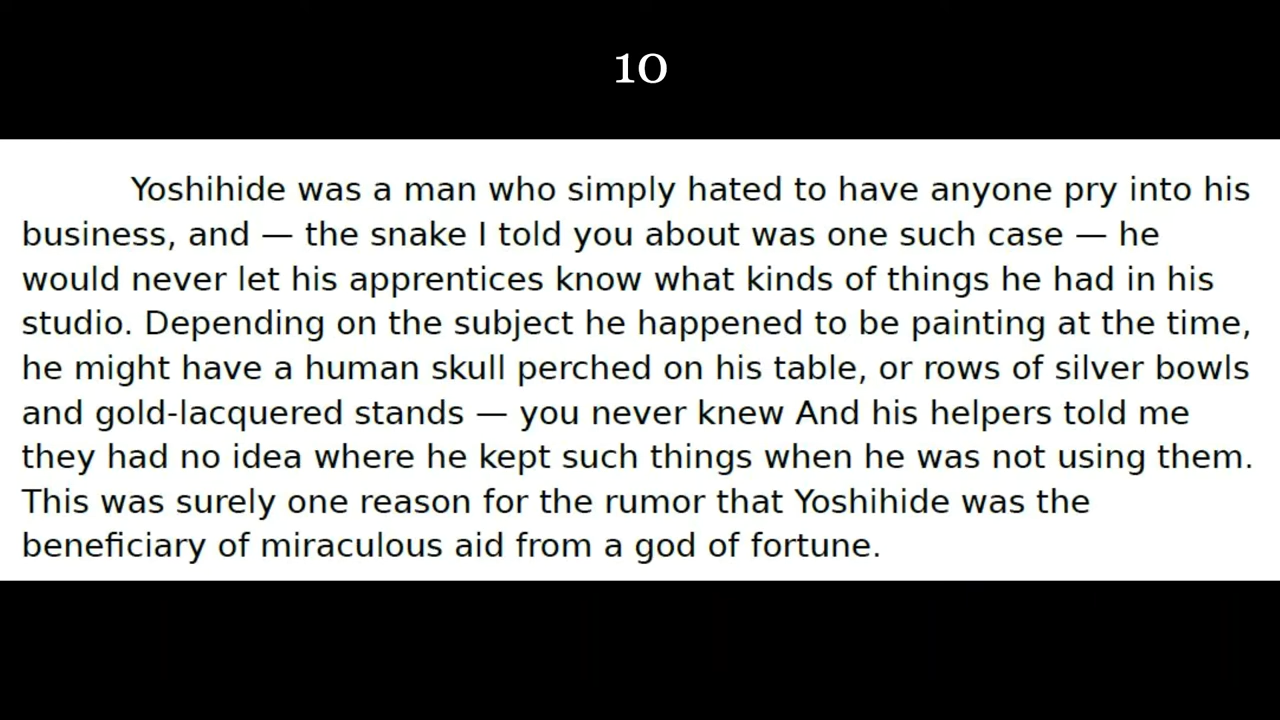 10
Yoshihide was a man who simply hated to have anyone pry into his
business, and — the snake I told you about was one such case — he
would never let his apprentices know what kinds of things he had in his
studio. Depending on the subject he happened to be painting at the time,
he might have a human skull perched on his table, or rows of silver bowls
and gold-lacquered stands — you never knew And his helpers told me
they had no idea where he kept such things when he was not using them.
This was surely one reason for the rumor that Yoshihide was the
beneficiary of miraculous aid from a god of fortune.